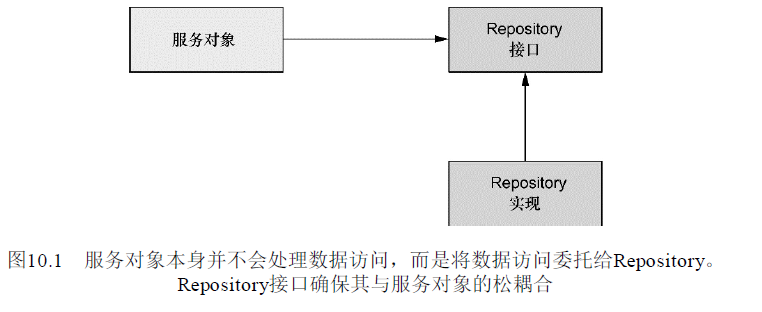 服务对象
Repository
接口
Repository
实现
图10.1 服务对象本身并不会处理数据访问，而是将数据访问委托给Repository。
Repository接口确保其与服务对象的松耦合